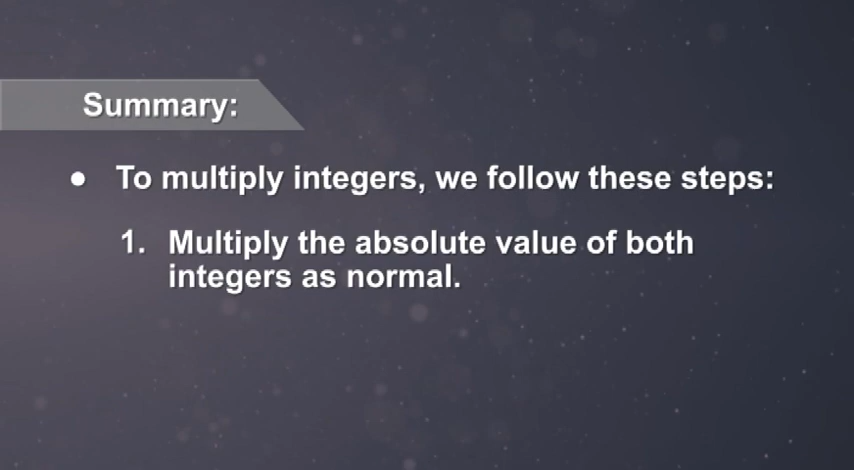 Summary:
● To multiply integers, we follow these steps:
1. Multiply the absolute value of both
integers as normal.